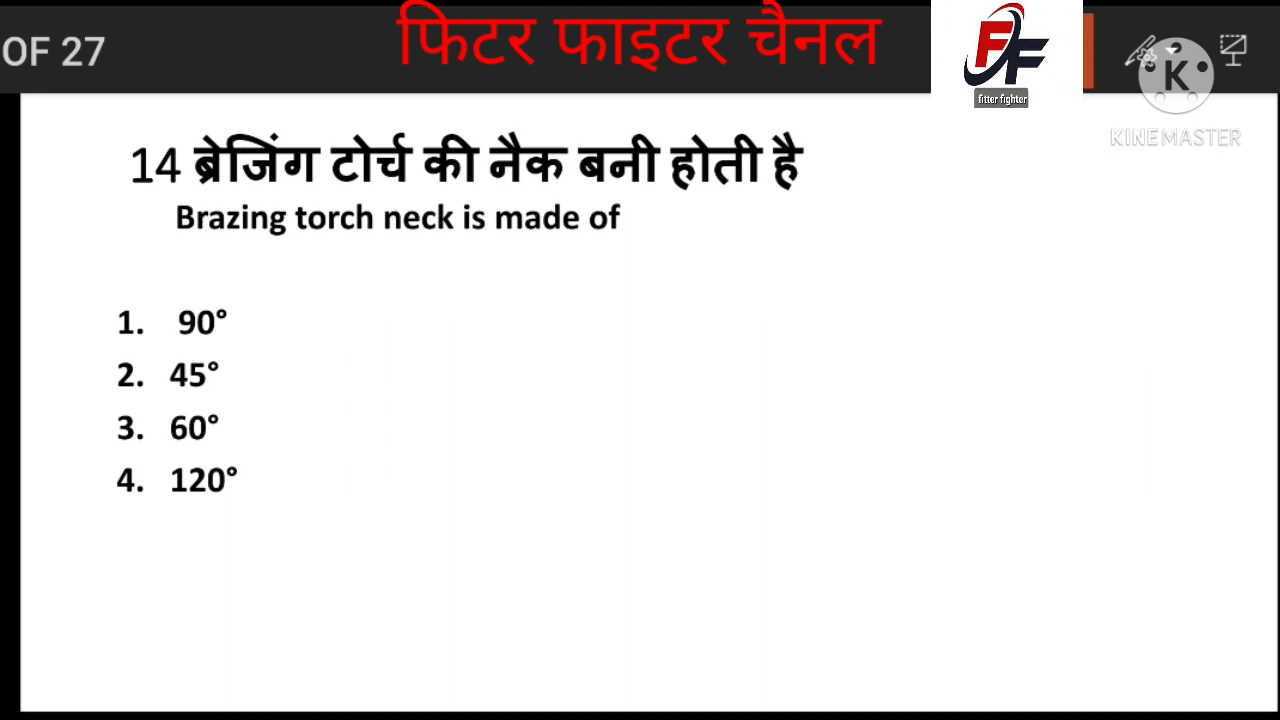 OF 27
फिटर फाइटर चैनल
FF
fitter fighter
K
KINEMASTER
14 ब्रेजिंग टोर्च की नैक बनी होती है
Brazing torch neck is made of
1. 90°
2. 45°
3. 60°
4. 120°